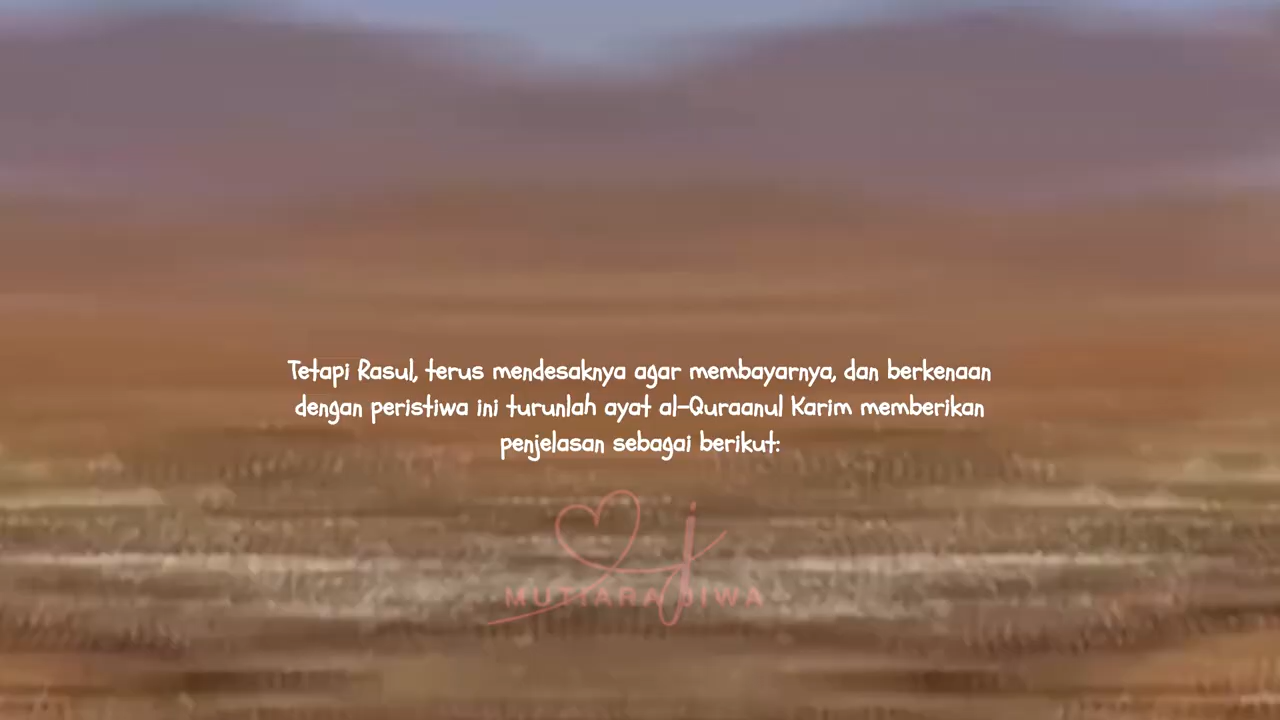 Tetapi Rasul, terus mendesaknya agar membayarnya, dan berkenaan
dengan peristiwa ini turunlah ayat al-Quraanul Karim memberikan
penjelasan sebagai berikut:
MUTIARA JIWA